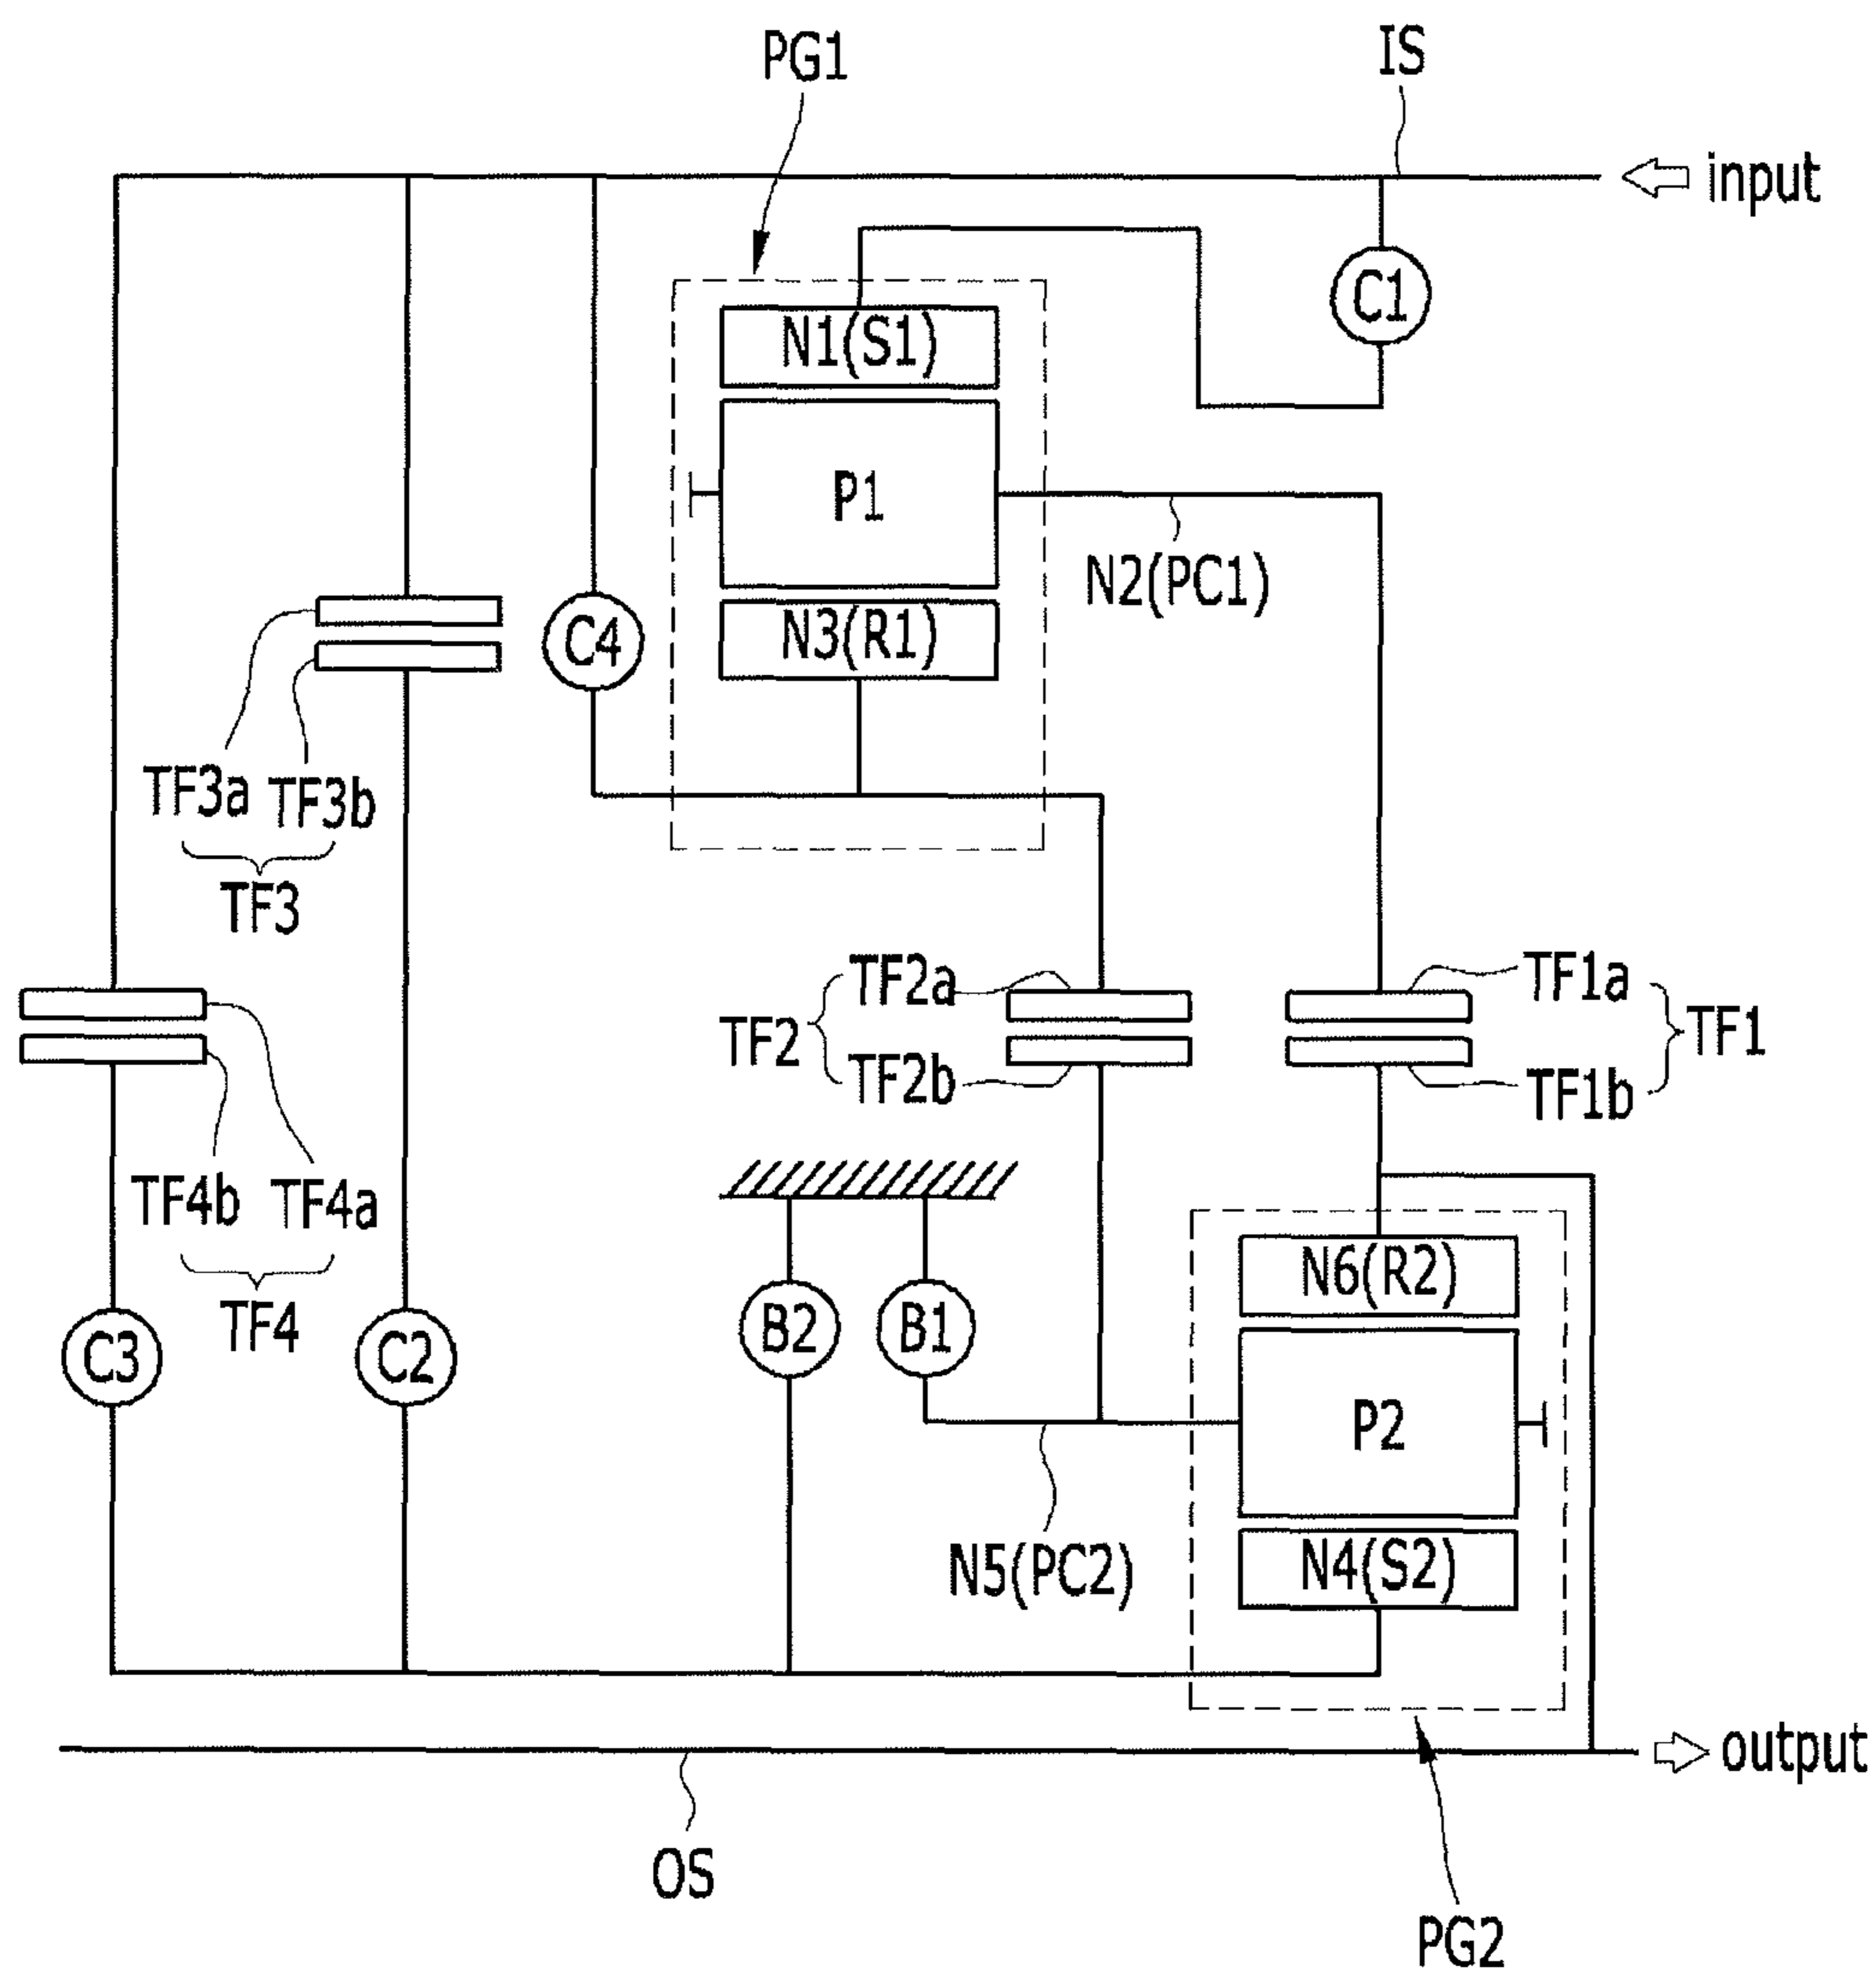 PG1
IS
input
C1
N1(S1)
P1
N2(PC1)
N3(R1)
C4
TF3a
TF3b
TF3
TF2a
TF2
TF2b
TF1a
TF1
TF1b
TF4b
TF4a
TF4
C3
C2
B2
B1
N6(R2)
P2
N5(PC2)
N4(S2)
output
OS
PG2